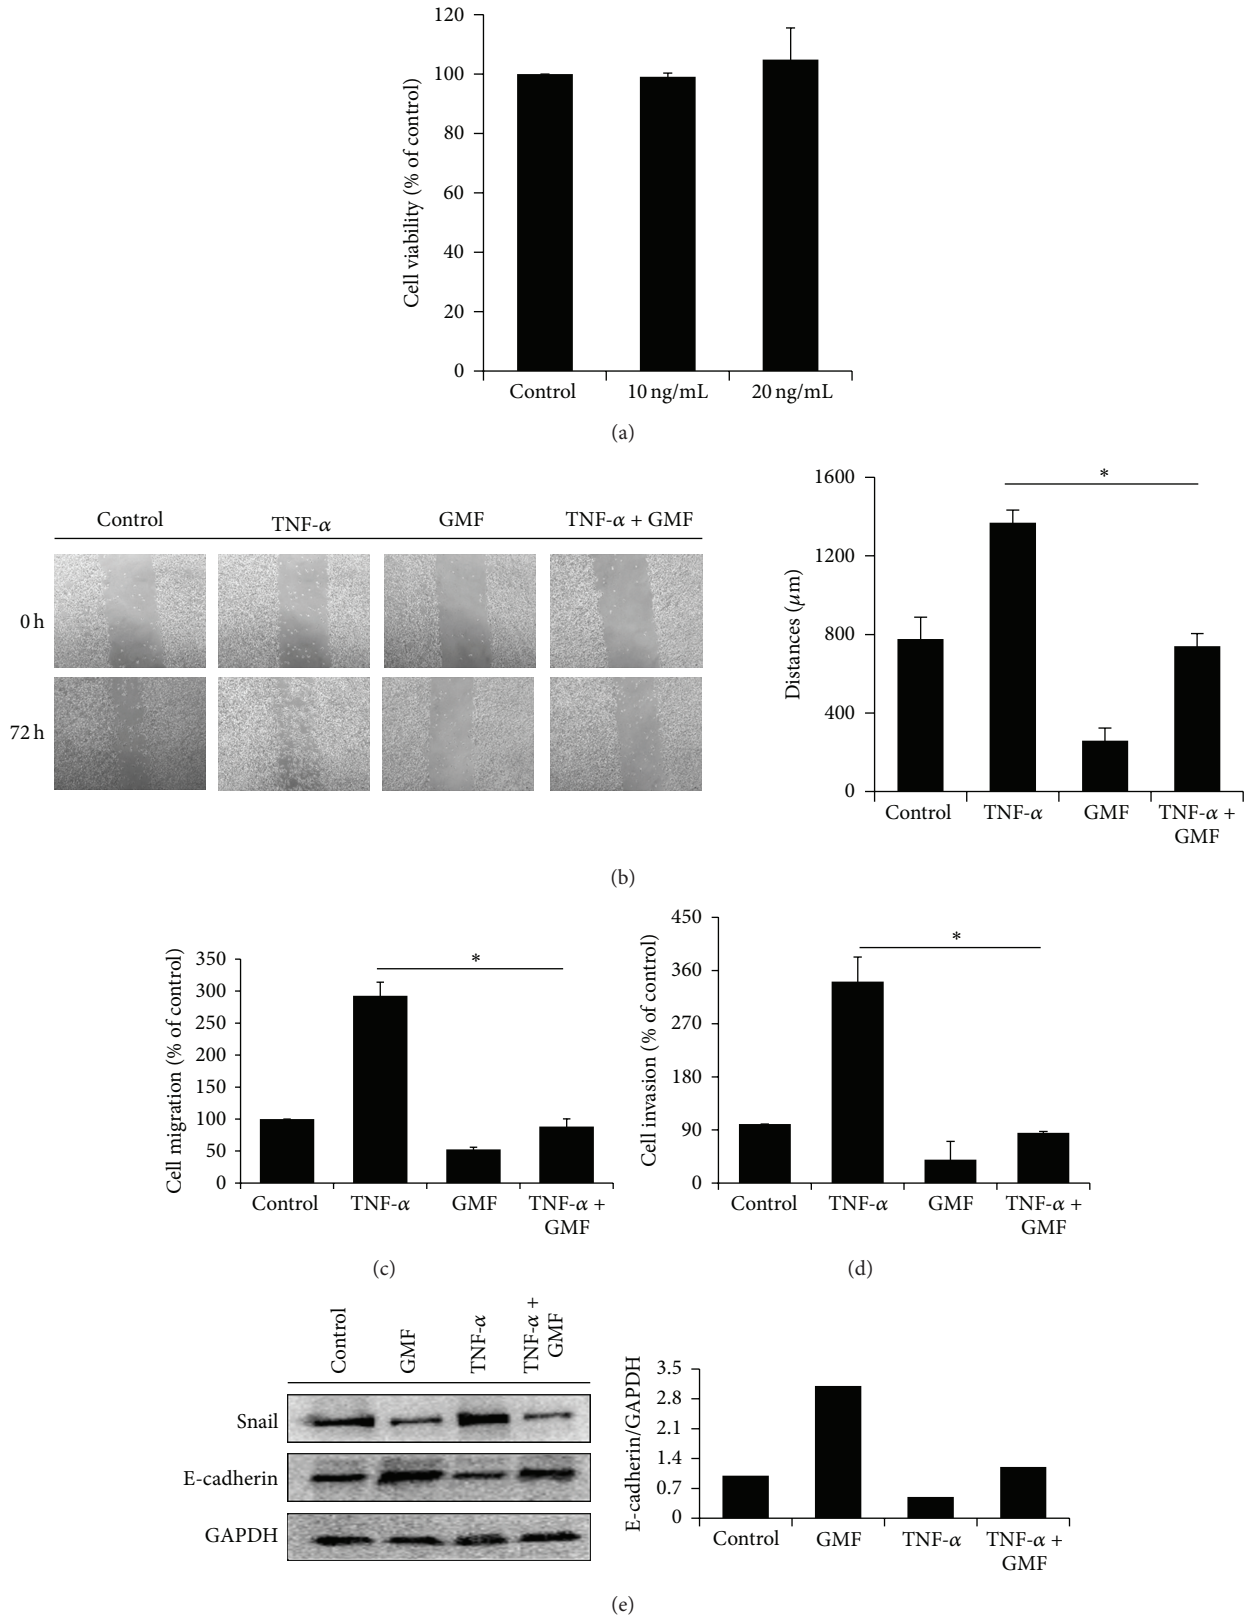 120
100
80
60
40
20
0
Cell viability (% of control)
Control 10 ng/mL 20 ng/mL
(a)
Control TNF-α GMF TNF-α + GMF
0 h
72 h
1600
1200
800
400
0
Distances (μm)
*
Control TNF-α GMF TNF-α +
GMF
(b)
350
300
250
200
150
100
50
0
Cell migration (% of control)
*
Control TNF-α GMF TNF-α +
GMF
(c)
450
360
270
180
90
0
Cell invasion (% of control)
*
Control TNF-α GMF TNF-α +
GMF
(d)
Control
GMF
TNF-α
TNF-α +
GMF
Snail
E-cadherin
GAPDH
3.5
2.8
2.1
1.4
0.7
0
E-cadherin/GAPDH
Control GMF TNF-α TNF-α +
GMF
(e)